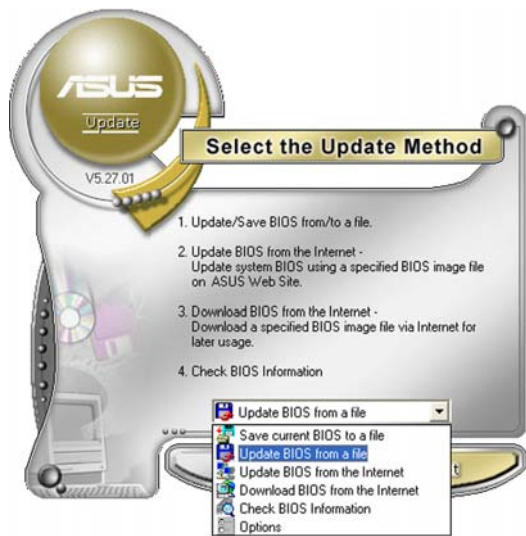 ASUS
Update
V5.27.01
Select the Update Method
1. Update/Save BIOS from/to a file.
2. Update BIOS from the Internet -
Update system BIOS using a specified BIOS image file
on ASUS Web Site.
3. Download BIOS from the Internet -
Download a specified BIOS image file via Internet for
later usage.
4. Check BIOS Information
Update BIOS from a file
Save current BIOS to a file
Update BIOS from a file
Update BIOS from the Internet
Download BIOS from the Internet
Check BIOS Information
Options